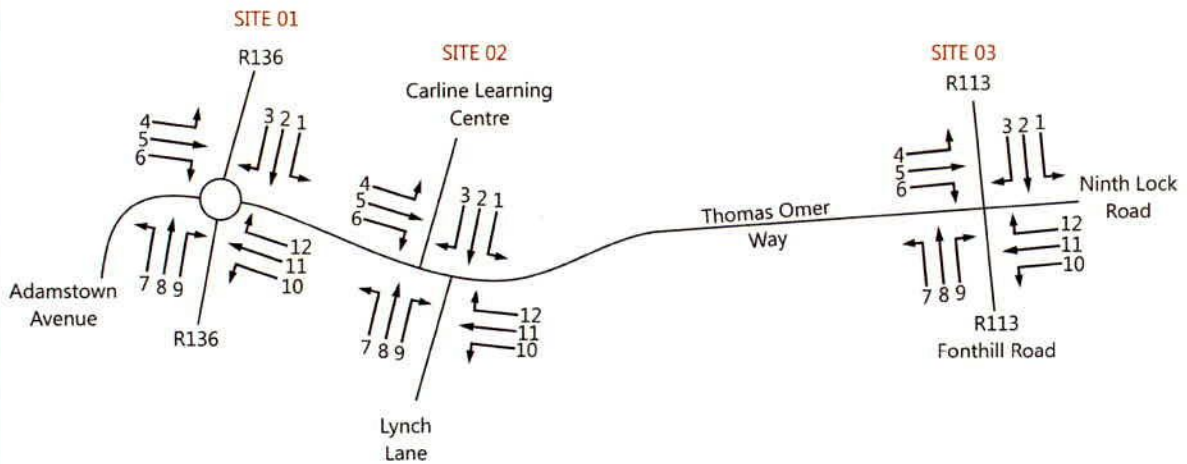 SITE 01
R136
3 2 1
4
5
6
12
11
10
7 8 9
Adamstown
Avenue
R136
SITE 02
Carline Learning
Centre
4
5
6
3 2 1
7 8 9
12
11
10
Lynch
Lane
Thomas Omer
Way
SITE 03
R113
4
5
6
3 2 1
Ninth Lock
Road
12
11
10
7 8 9
R113
Fonthill Road